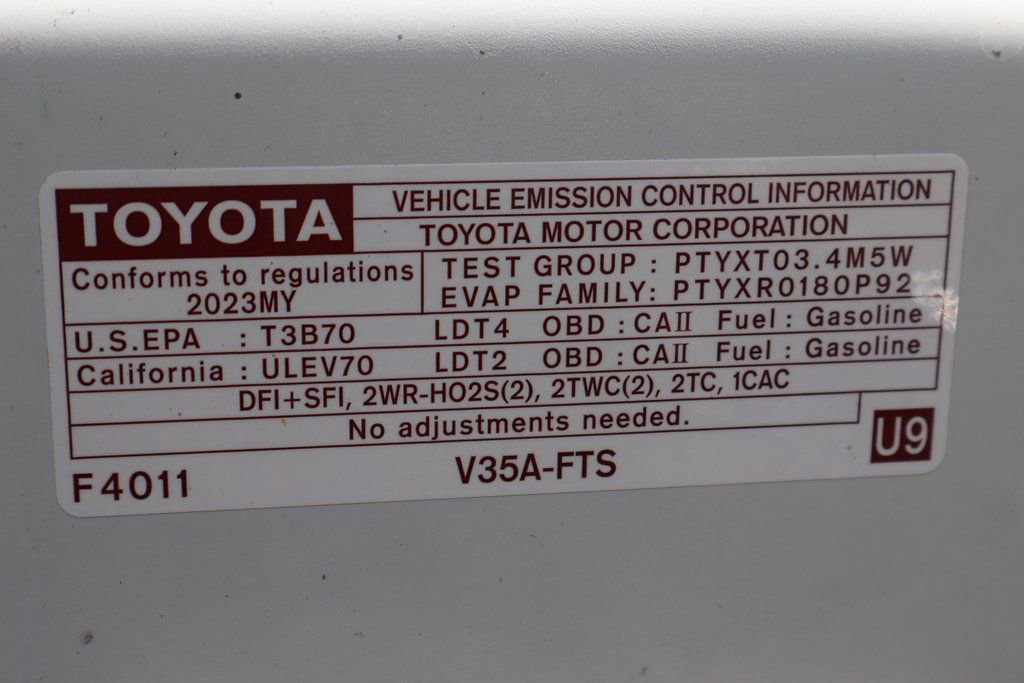 TOYOTA
VEHICLE EMISSION CONTROL INFORMATION
TOYOTA MOTOR CORPORATION
Conforms to regulations
2023MY
TEST GROUP : PTYXT03.4M5W
EVAP FAMILY: PTYXR0180P92
U.S.EPA : T3B70 LDT4 OBD : CAII Fuel : Gasoline
California : ULEV70 LDT2 OBD : CAII Fuel : Gasoline
DFI+SFI, 2WR-HO2S(2), 2TWC(2), 2TC, 1CAC
No adjustments needed.
F4011
V35A-FTS
U9